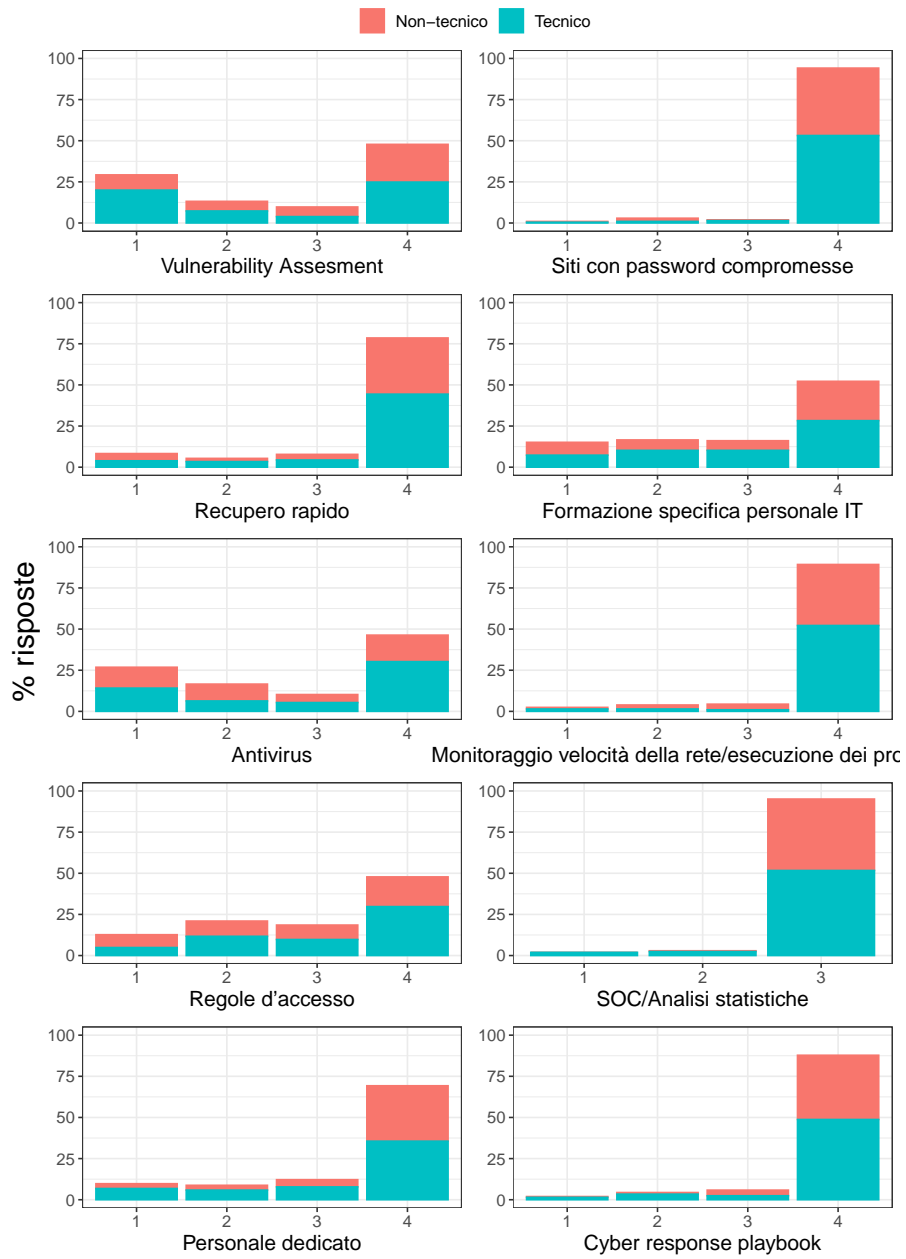 Non−tecnico Tecnico
% risposte
100
75
50
25
0
1 2 3 4
Vulnerability Assesment
100
75
50
25
0
1 2 3 4
Siti con password compromesse
100
75
50
25
0
1 2 3 4
Recupero rapido
100
75
50
25
0
1 2 3 4
Formazione specifica personale IT
100
75
50
25
0
1 2 3 4
Antivirus
100
75
50
25
0
1 2 3 4
Monitoraggio velocità della rete/esecuzione dei pro
100
75
50
25
0
1 2 3 4
Regole d'accesso
100
75
50
25
0
1 2 3
SOC/Analisi statistiche
100
75
50
25
0
1 2 3 4
Personale dedicato
100
75
50
25
0
1 2 3 4
Cyber response playbook